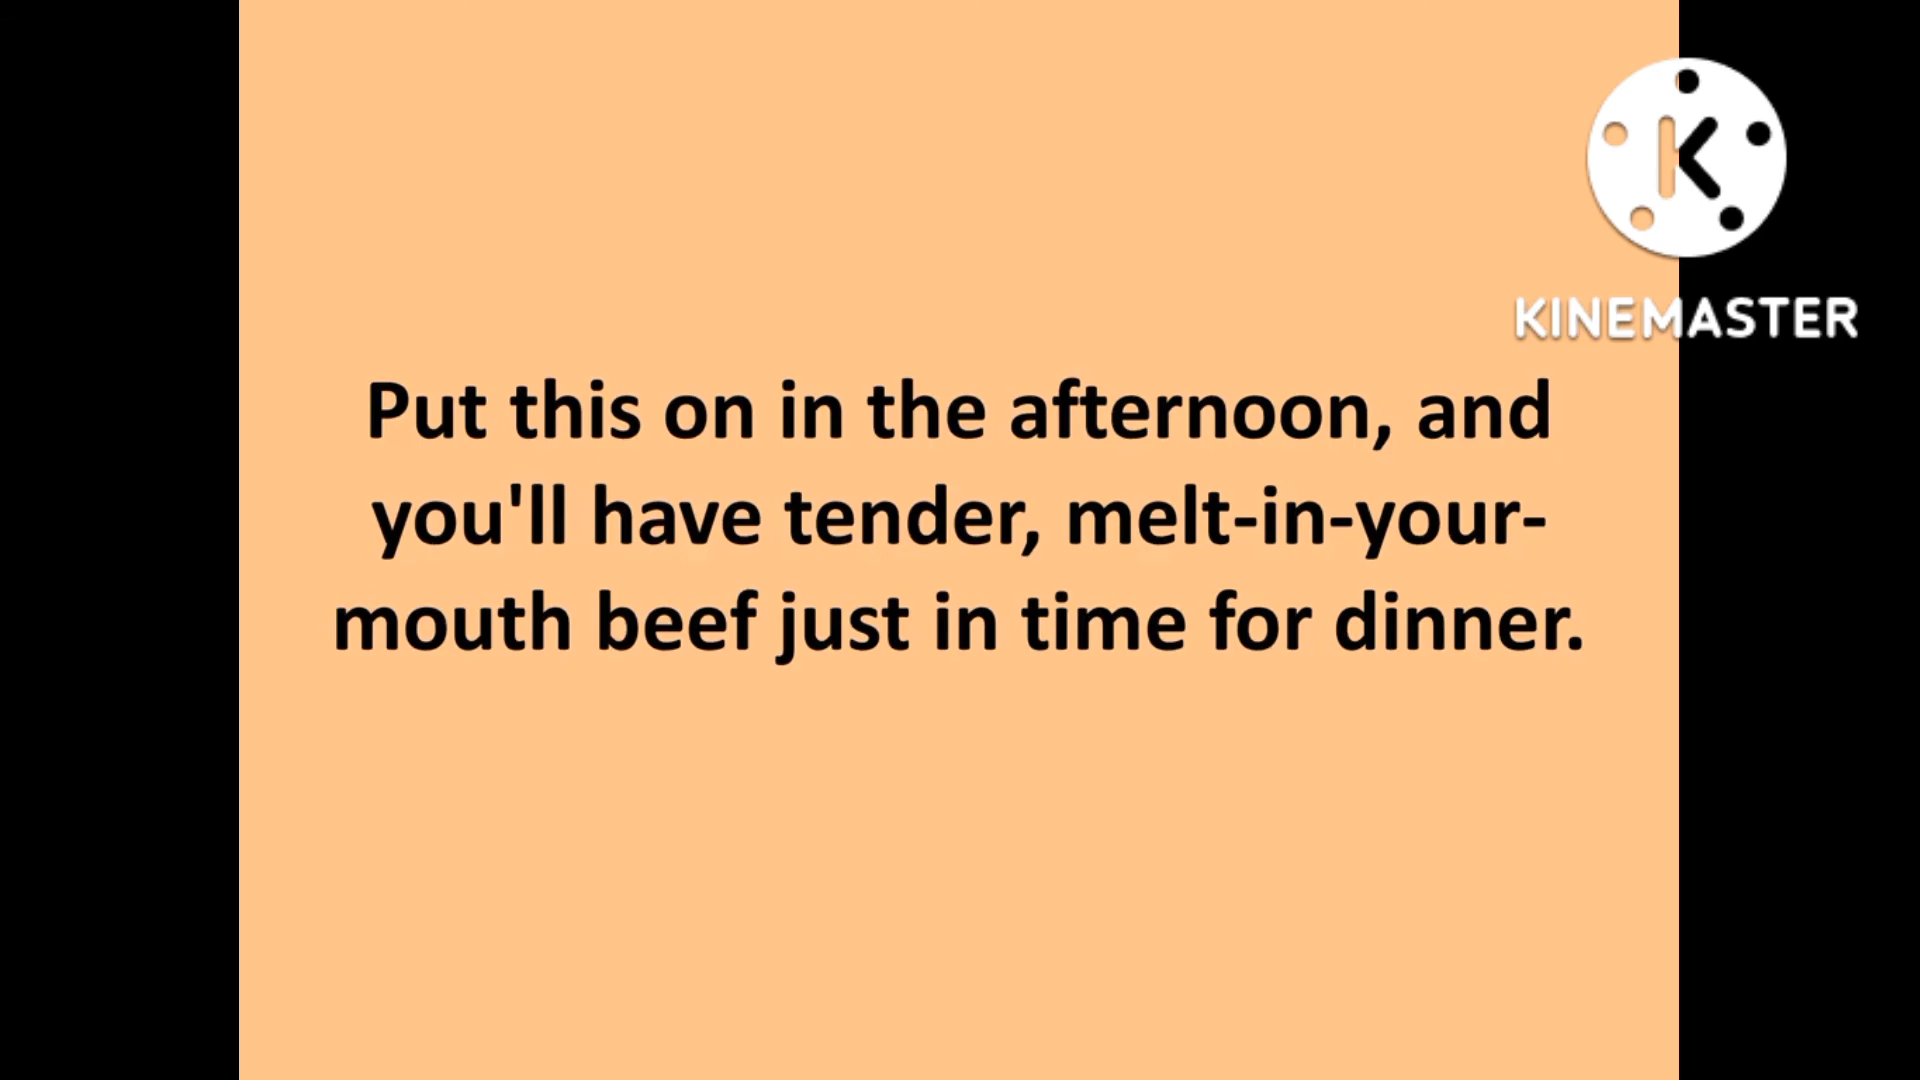 KINEMASTER
Put this on in the afternoon, and
you'll have tender, melt-in-your-
mouth beef just in time for dinner.